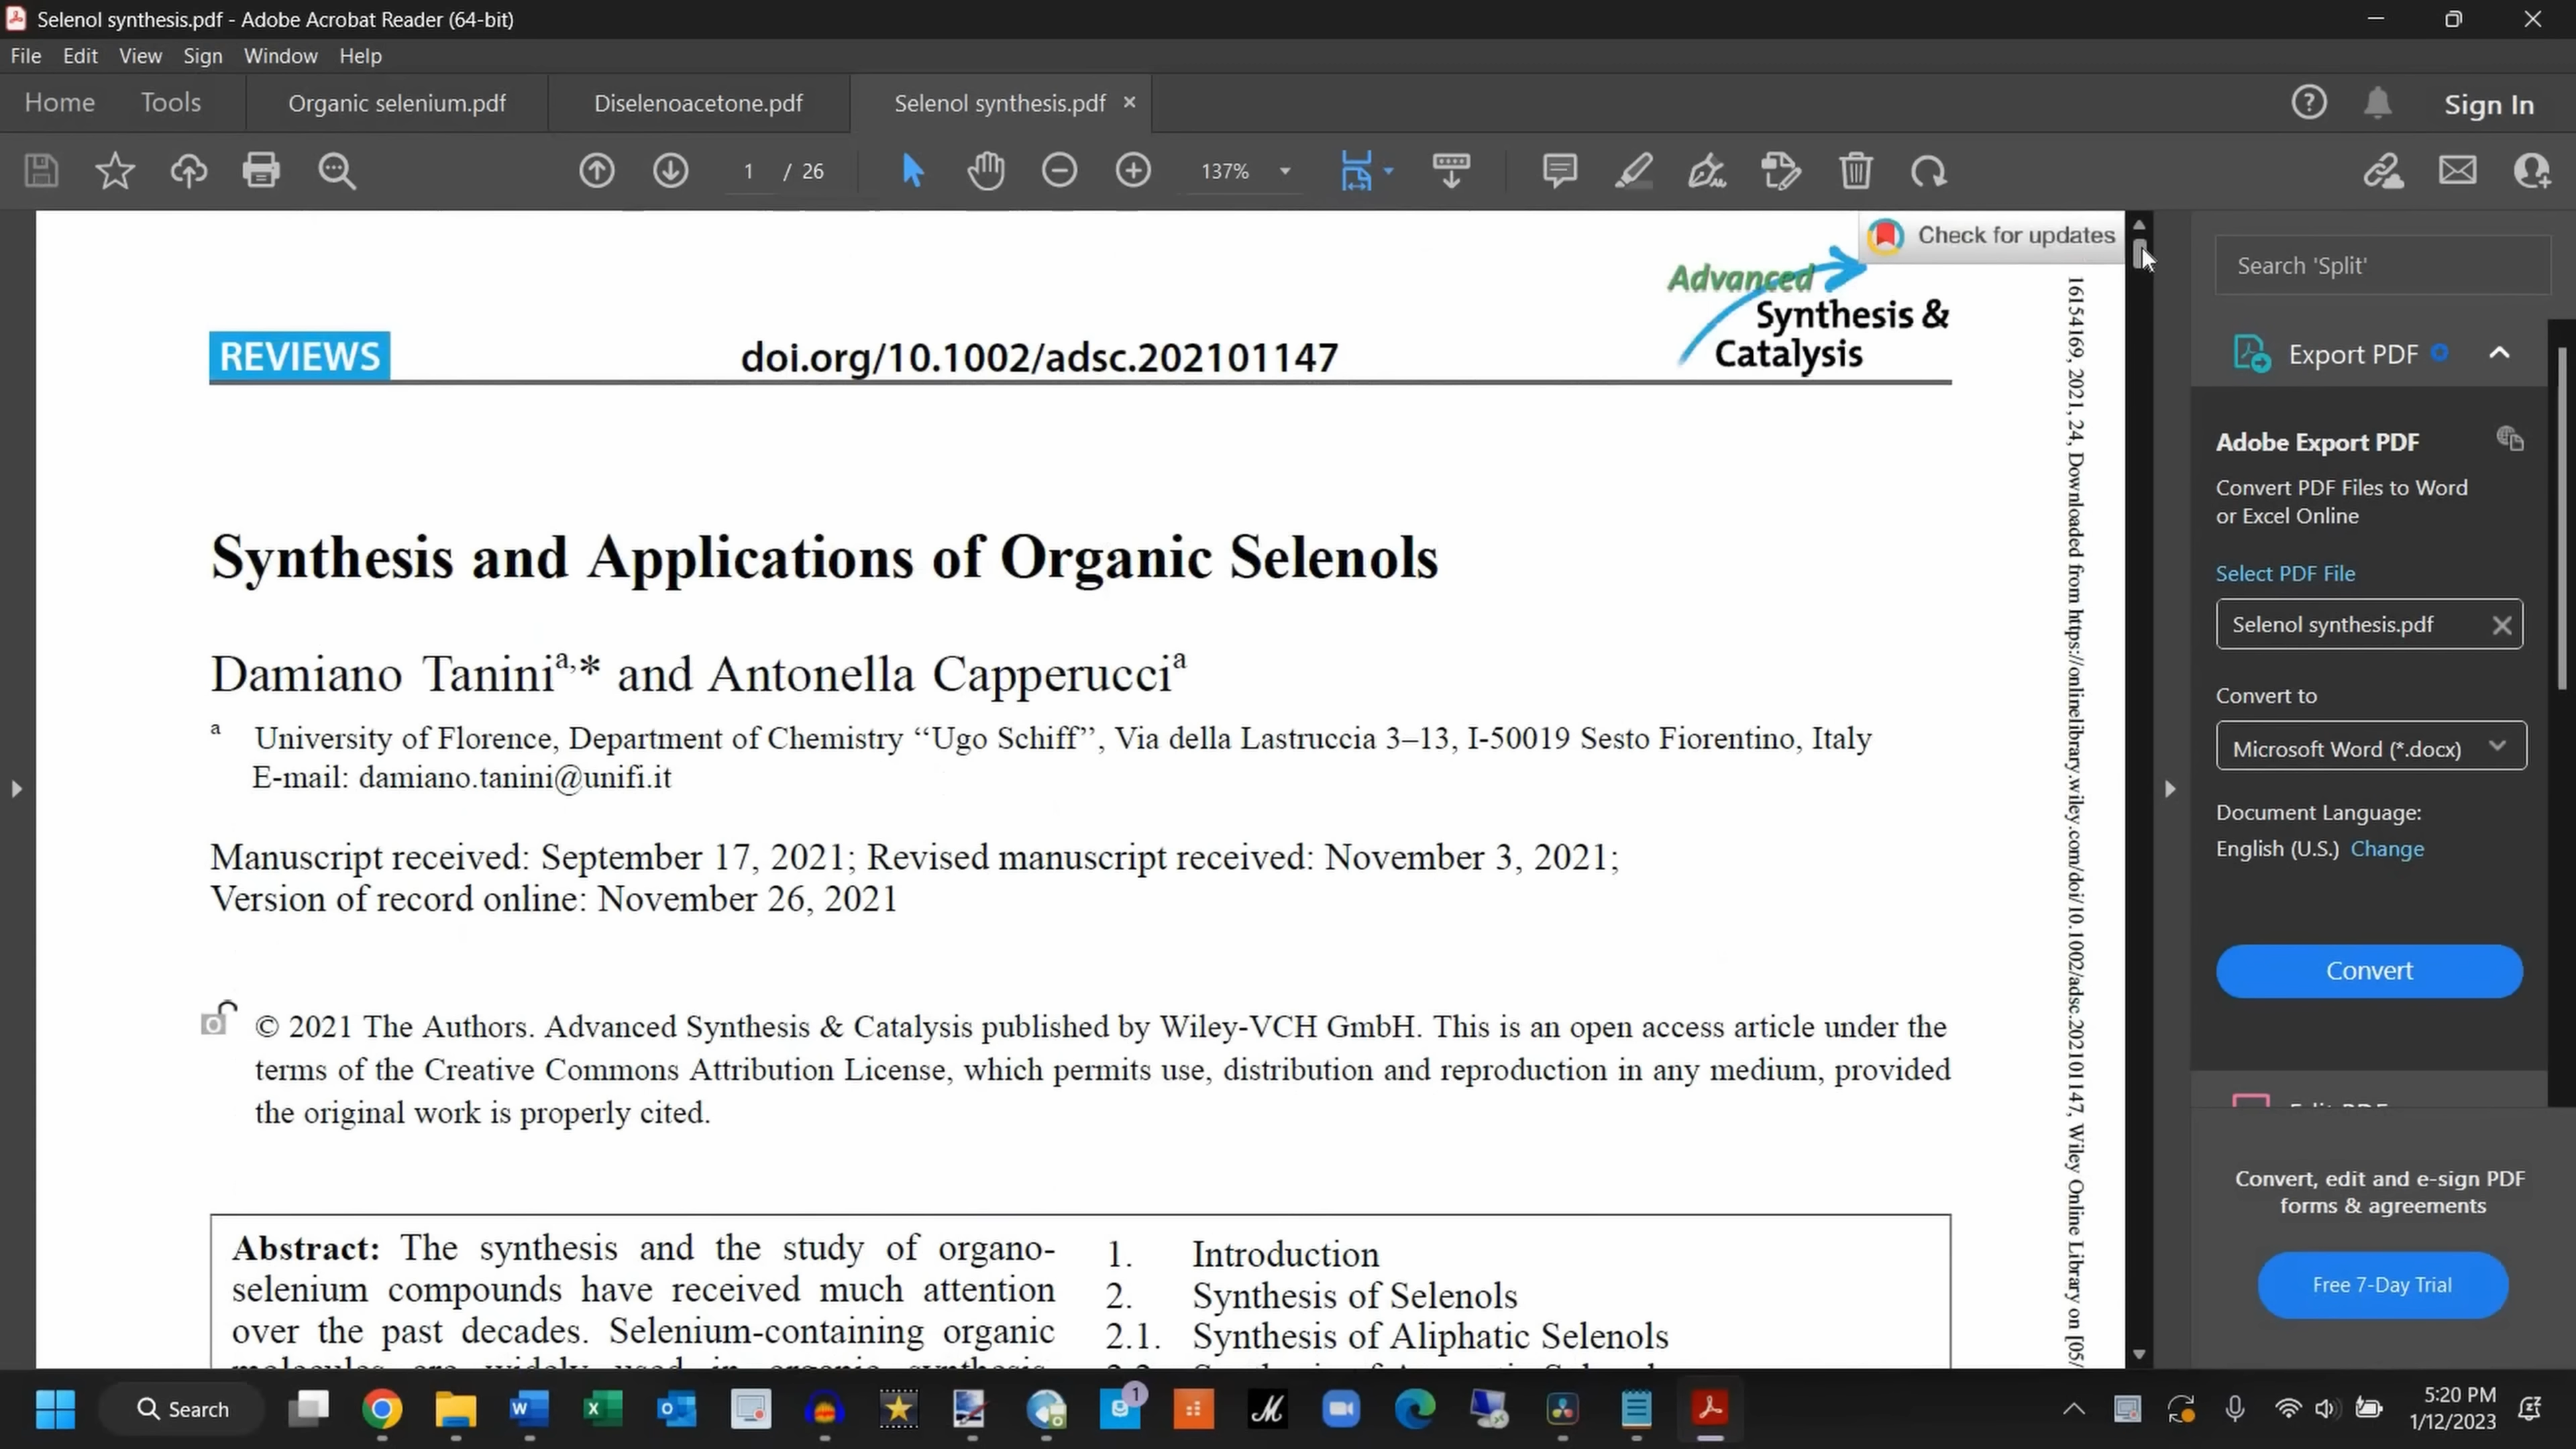 Selenol synthesis.pdf - Adobe Acrobat Reader (64-bit)
File Edit View Sign Window Help
Home Tools Organic selenium.pdf Diselenoacetone.pdf Selenol synthesis.pdf × Sign In
1 / 26 137%
Check for updates
Advanced
Synthesis &
Catalysis
REVIEWS doi.org/10.1002/adsc.202101147
Synthesis and Applications of Organic Selenols
Damiano Tanini a,* and Antonella Capperucci a
a University of Florence, Department of Chemistry “Ugo Schiff”, Via della Lastruccia 3–13, I-50019 Sesto Fiorentino, Italy
E-mail: damiano.tanini@unifi.it
Manuscript received: September 17, 2021; Revised manuscript received: November 3, 2021;
Version of record online: November 26, 2021
© 2021 The Authors. Advanced Synthesis & Catalysis published by Wiley-VCH GmbH. This is an open access article under the
terms of the Creative Commons Attribution License, which permits use, distribution and reproduction in any medium, provided
the original work is properly cited.
Abstract: The synthesis and the study of organo-
selenium compounds have received much attention
over the past decades. Selenium-containing organic
1. Introduction
2. Synthesis of Selenols
2.1. Synthesis of Aliphatic Selenols
16154169, 2021, 24, Downloaded from https://onlinelibrary.wiley.com/doi/10.1002/adsc.202101147, Wiley Online Library on [05/
Search 'Split'
Export PDF
Adobe Export PDF
Convert PDF Files to Word
or Excel Online
Select PDF File
Selenol synthesis.pdf
Convert to
Microsoft Word (*.docx)
Document Language:
English (U.S.) Change
Convert
Convert, edit and e-sign PDF
forms & agreements
Free 7-Day Trial
Search
1
5:20 PM
1/12/2023